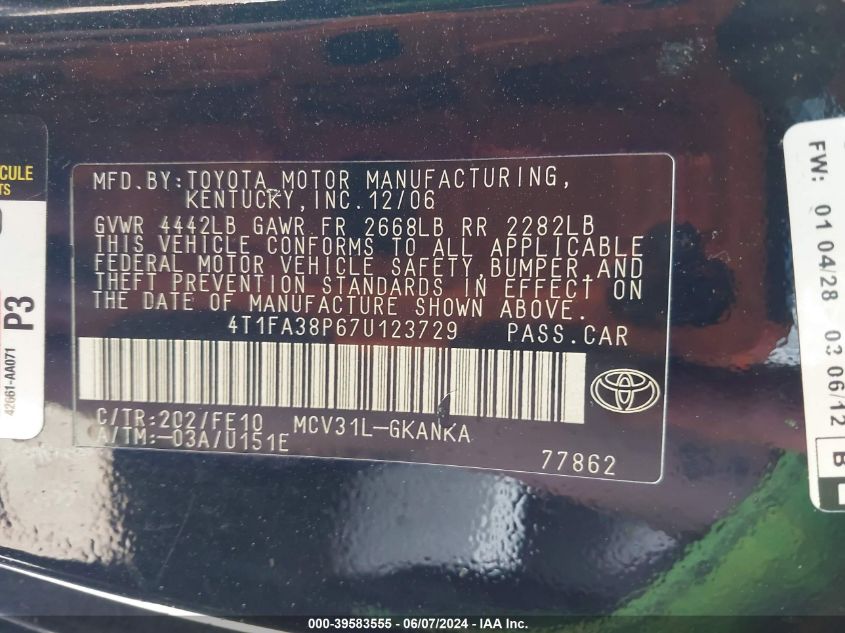 CULE
TS
P3
42661-AA071
MFD.BY:TOYOTA MOTOR MANUFACTURING,
KENTUCKY,INC.12/06
GVWR 4442LB GAWR FR 2668LB RR 2282LB
THIS VEHICLE CONFORMS TO ALL APPLICABLE
FEDERAL MOTOR VEHICLE SAFETY,BUMPER,AND
THEFT PREVENTION STANDARDS IN EFFECT ON
THE DATE OF MANUFACTURE SHOWN ABOVE.
4T1FA38P67U123729 PASS.CAR
C/TR:202/FE10 MCV31L-GKANKA
A/TM:-03A/U151E
77862
FW: 01 04/28 03 06/12
000-39583555 / 06/07/2024 - IAA Inc.